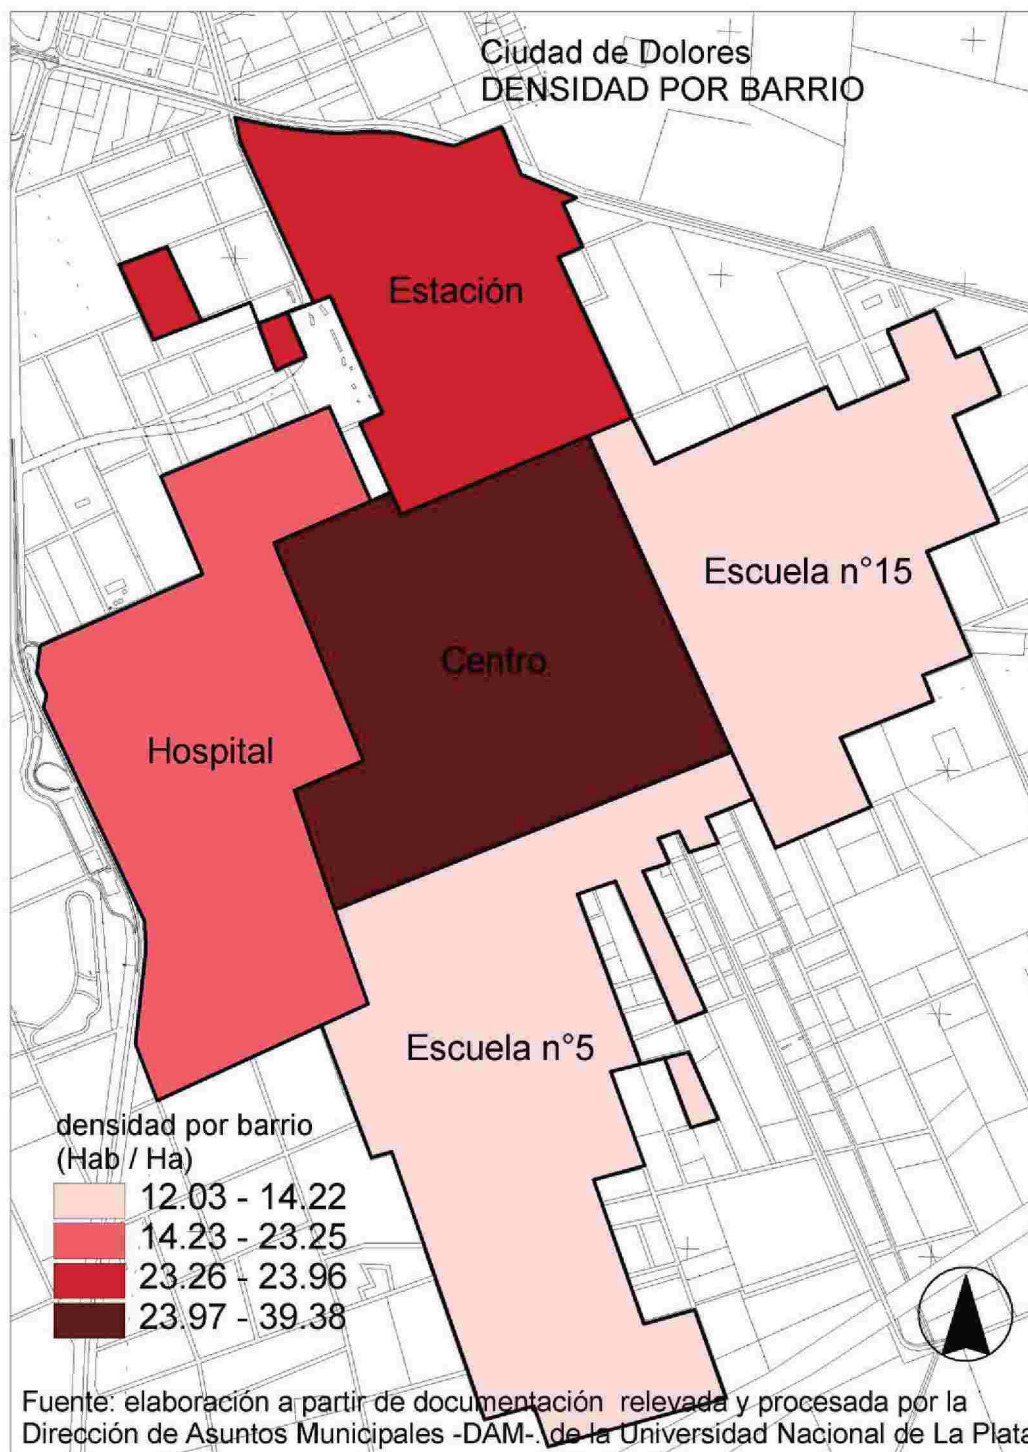 Ciudad de Dolores
DENSIDAD POR BARRIO
Estación
Escuela n°15
Centro
Hospital
Escuela n°5
densidad por barrio
(Hab / Ha)
12.03 - 14.22
14.23 - 23.25
23.26 - 23.96
23.97 - 39.38
Fuente: elaboración a partir de documentación relevada y procesada por la
Dirección de Asuntos Municipales -DAM-. de la Universidad Nacional de La Plata